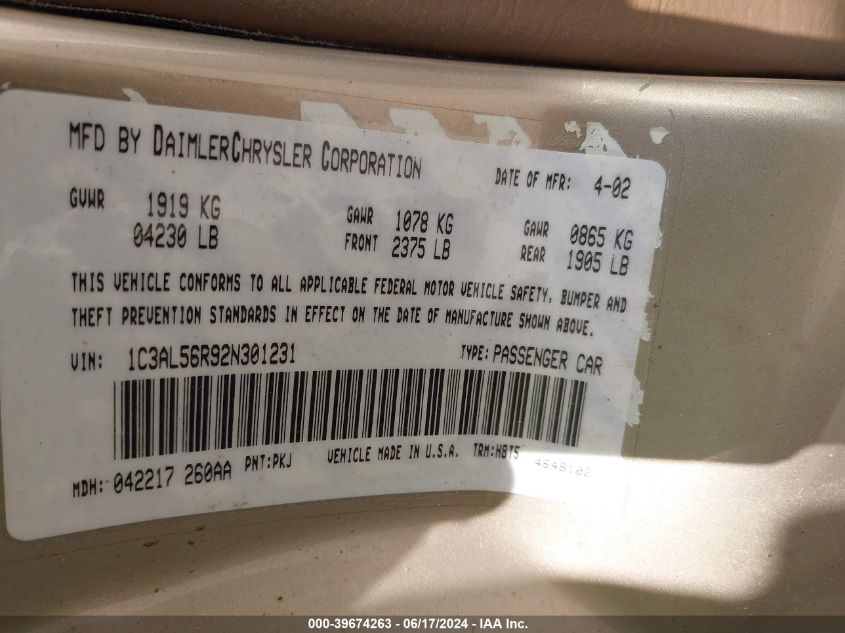 MFD BY DAIMLERCHRYSLER CORPORATION
DATE OF MFR: 4-02
GVWR 1919 KG
04230 LB
GAWR 1078 KG
FRONT 2375 LB
GAWR 0865 KG
REAR 1905 LB
THIS VEHICLE CONFORMS TO ALL APPLICABLE FEDERAL MOTOR VEHICLE SAFETY, BUMPER AND
THEFT PREVENTION STANDARDS IN EFFECT ON THE DATE OF MANUFACTURE SHOWN ABOVE.
VIN: 1C3AL56R92N301231 TYPE: PASSENGER CAR
MDH: 042217 260AA PNT:PKJ VEHICLE MADE IN U.S.A. TRM:H8T5
4648102
000-39674263 - 06/17/2024 - IAA Inc.